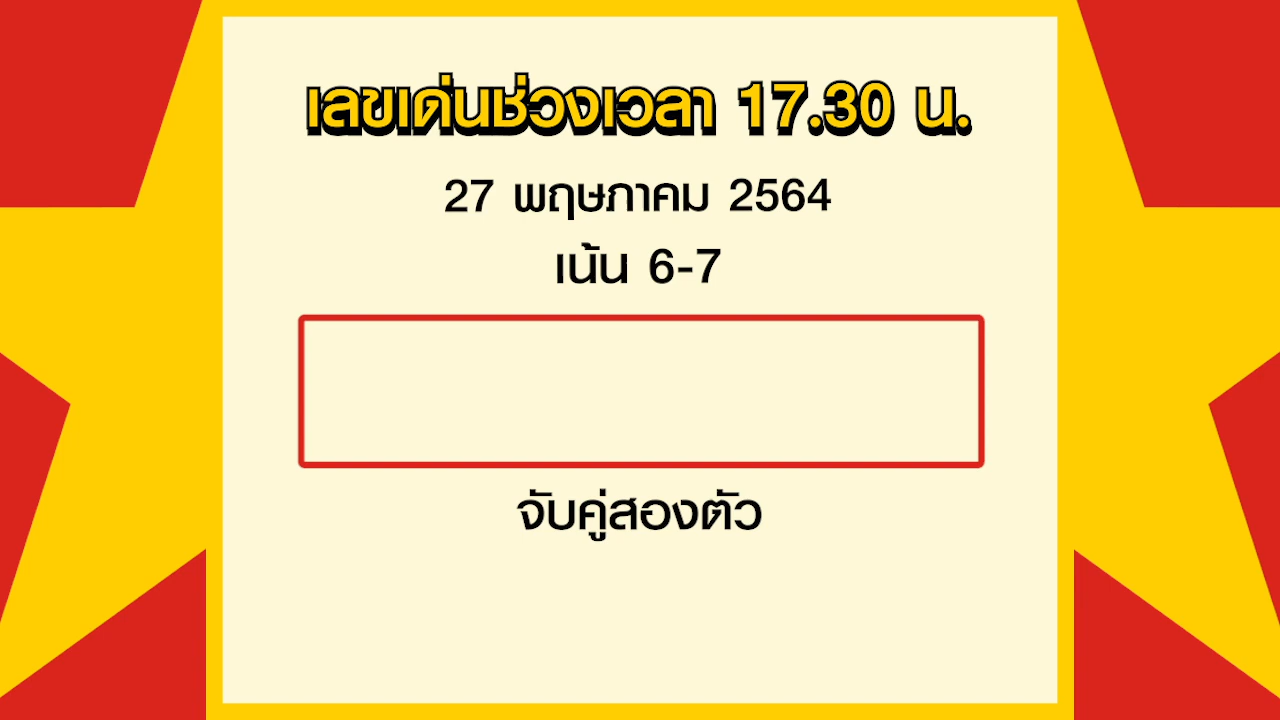 เลขเด่นช่วงเวลา 17.30 น.
27 พฤษภาคม 2564
เน้น 6-7
จับคู่สองตัว